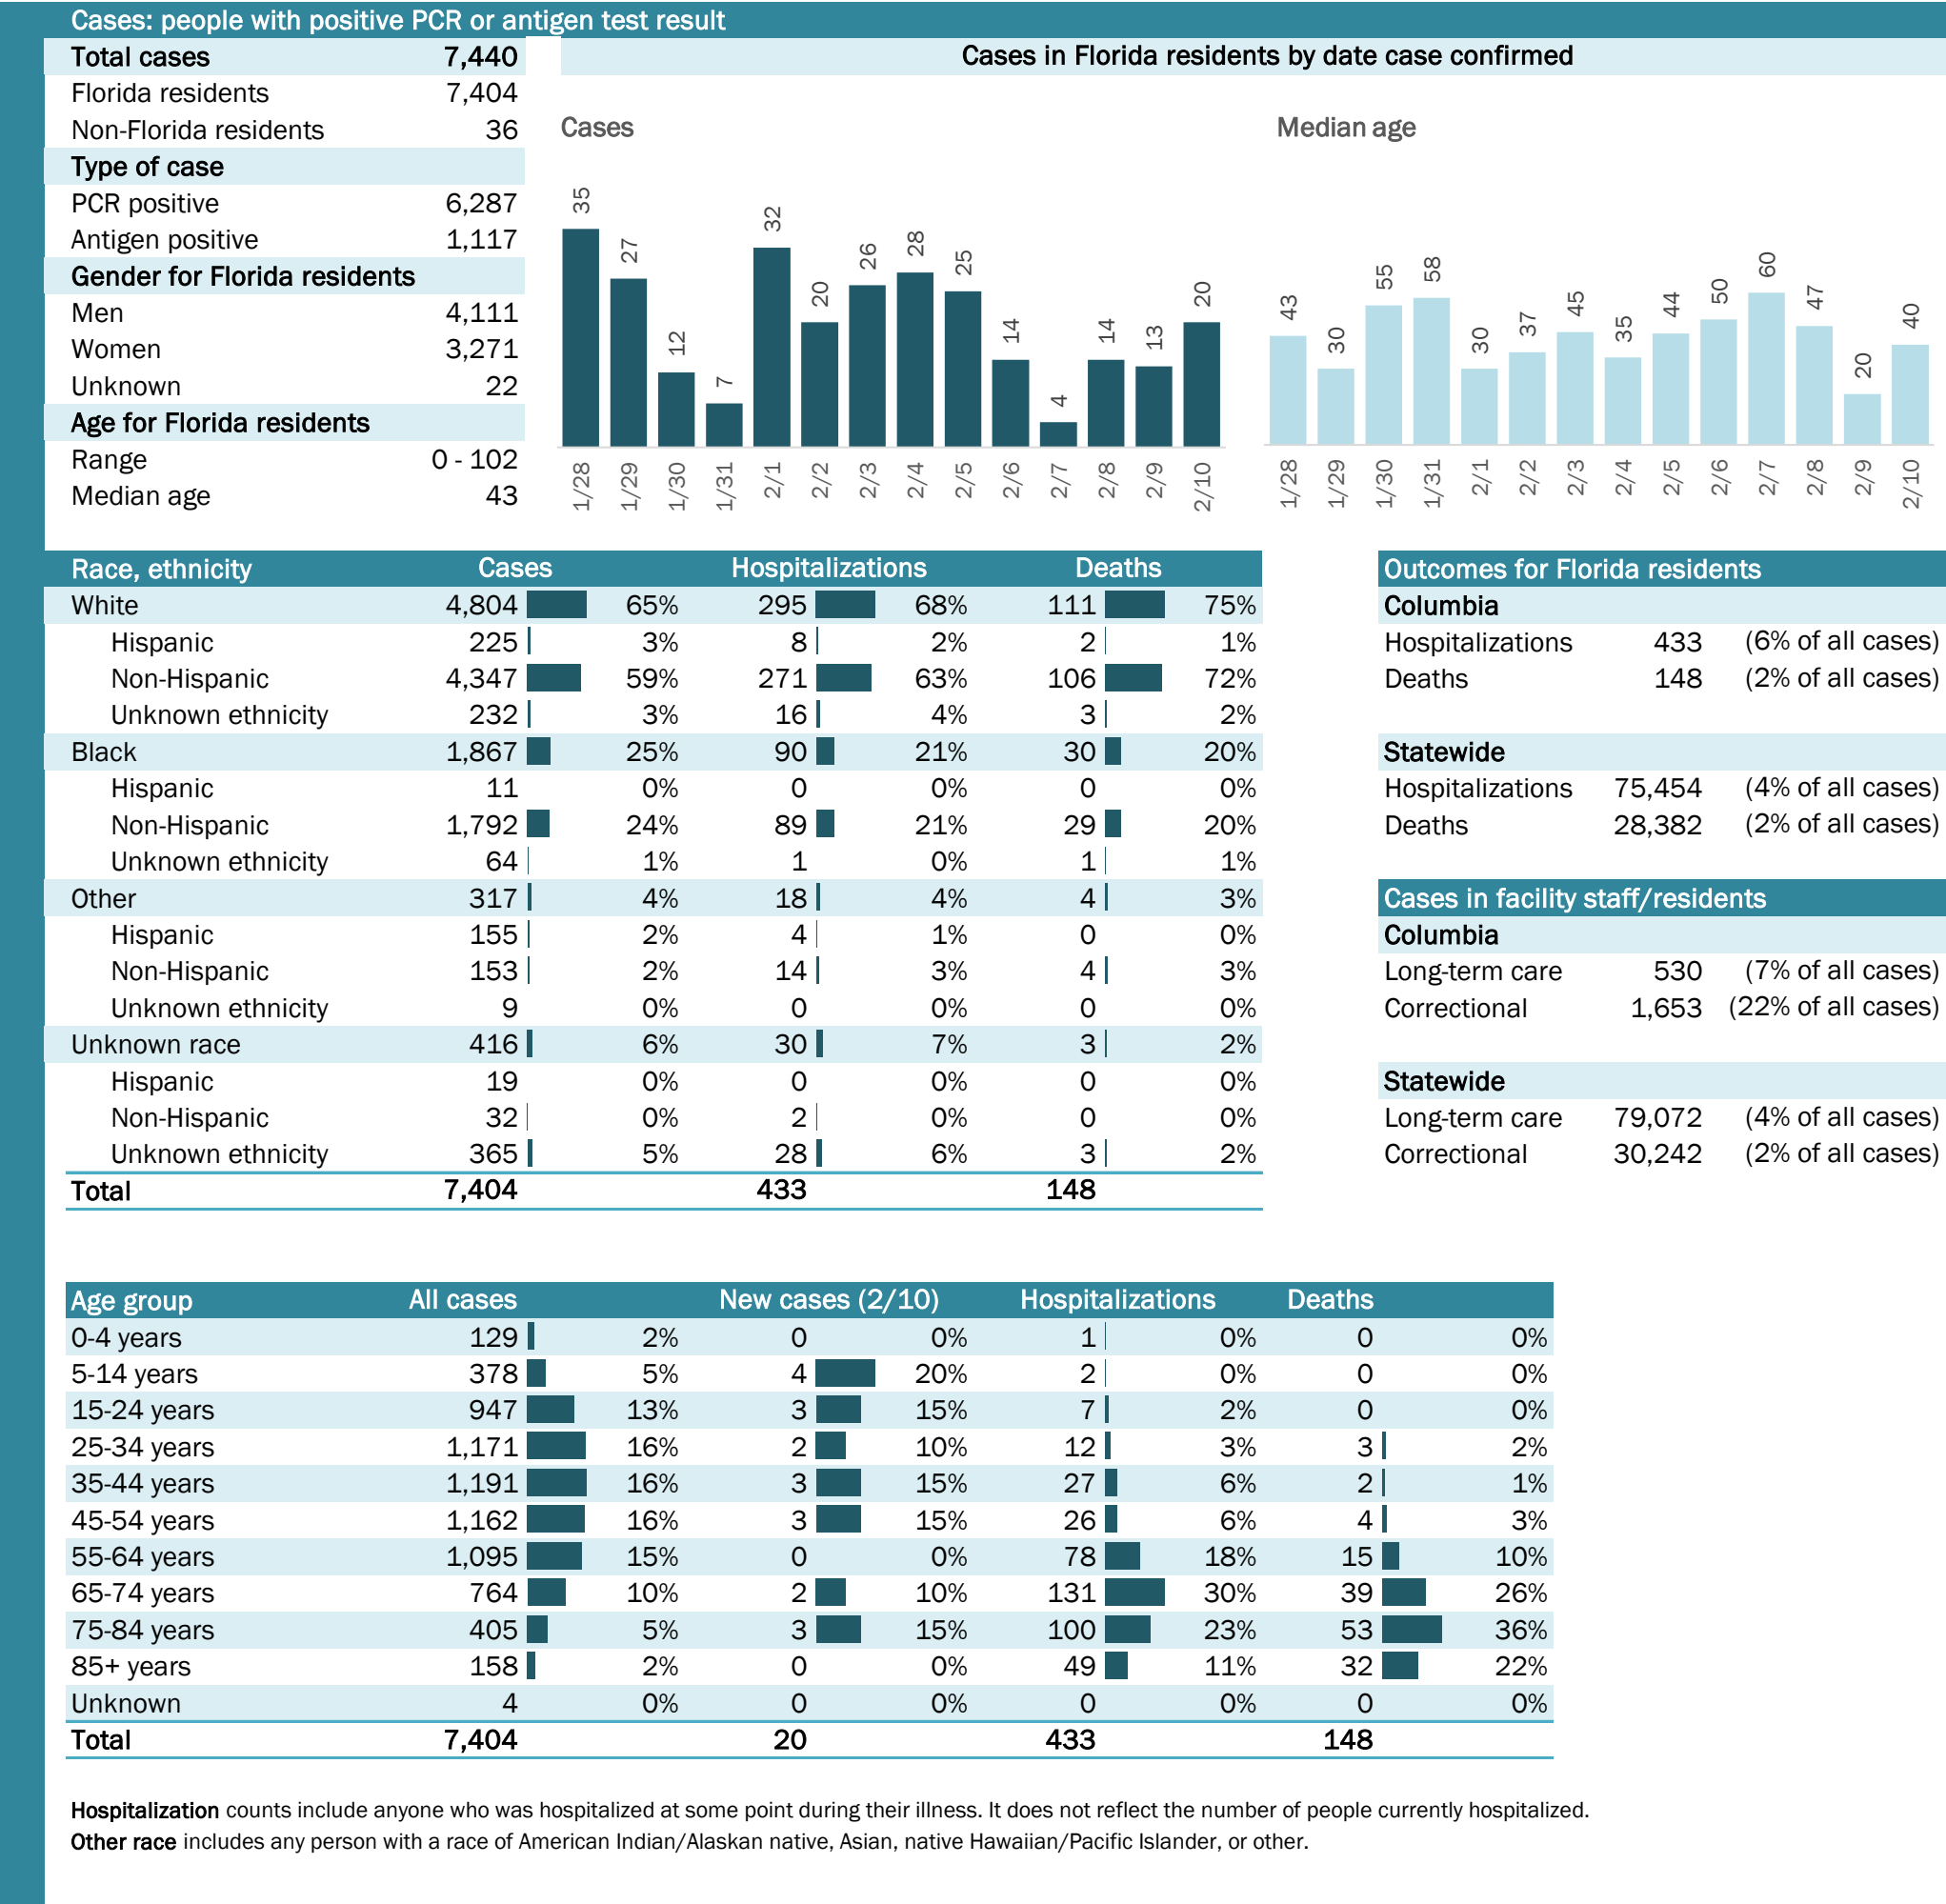 Cases: people with positive PCR or antigen test result
Total cases 7,440
Florida residents 7,404
Non-Florida residents 36
Type of case
PCR positive 6,287
Antigen positive 1,117
Gender for Florida residents
Men 4,111
Women 3,271
Unknown 22
Age for Florida residents
Range 0 - 102
Median age 43
Cases in Florida residents by date case confirmed
Cases
35 27 12 7 32 20 26 28 25 14 4 14 13 20
1/28 1/29 1/30 1/31 2/1 2/2 2/3 2/4 2/5 2/6 2/7 2/8 2/9 2/10
Median age
43 30 55 58 30 37 45 35 44 50 60 47 20 40
1/28 1/29 1/30 1/31 2/1 2/2 2/3 2/4 2/5 2/6 2/7 2/8 2/9 2/10
Race, ethnicity Cases Hospitalizations Deaths
White 4,804 65% 295 68% 111 75%
Hispanic 225 3% 8 2% 2 1%
Non-Hispanic 4,347 59% 271 63% 106 72%
Unknown ethnicity 232 3% 16 4% 3 2%
Black 1,867 25% 90 21% 30 20%
Hispanic 11 0% 0 0% 0 0%
Non-Hispanic 1,792 24% 89 21% 29 20%
Unknown ethnicity 64 1% 1 0% 1 1%
Other 317 4% 18 4% 4 3%
Hispanic 155 2% 4 1% 0 0%
Non-Hispanic 153 2% 14 3% 4 3%
Unknown ethnicity 9 0% 0 0% 0 0%
Unknown race 416 6% 30 7% 3 2%
Hispanic 19 0% 0 0% 0 0%
Non-Hispanic 32 0% 2 0% 0 0%
Unknown ethnicity 365 5% 28 6% 3 2%
Total 7,404 433 148
Outcomes for Florida residents
Columbia
Hospitalizations 433 (6% of all cases)
Deaths 148 (2% of all cases)
Statewide
Hospitalizations 75,454 (4% of all cases)
Deaths 28,382 (2% of all cases)
Cases in facility staff/residents
Columbia
Long-term care 530 (7% of all cases)
Correctional 1,653 (22% of all cases)
Statewide
Long-term care 79,072 (4% of all cases)
Correctional 30,242 (2% of all cases)
Age group All cases New cases (2/10) Hospitalizations Deaths
0-4 years 129 2% 0 0% 1 0% 0 0%
5-14 years 378 5% 4 20% 2 0% 0 0%
15-24 years 947 13% 3 15% 7 2% 0 0%
25-34 years 1,171 16% 2 10% 12 3% 3 2%
35-44 years 1,191 16% 3 15% 27 6% 2 1%
45-54 years 1,162 16% 3 15% 26 6% 4 3%
55-64 years 1,095 15% 0 0% 78 18% 15 10%
65-74 years 764 10% 2 10% 131 30% 39 26%
75-84 years 405 5% 3 15% 100 23% 53 36%
85+ years 158 2% 0 0% 49 11% 32 22%
Unknown 4 0% 0 0% 0 0% 0 0%
Total 7,404 20 433 148
Hospitalization counts include anyone who was hospitalized at some point during their illness. It does not reflect the number of people currently hospitalized.
Other race includes any person with a race of American Indian/Alaskan native, Asian, native Hawaiian/Pacific Islander, or other.